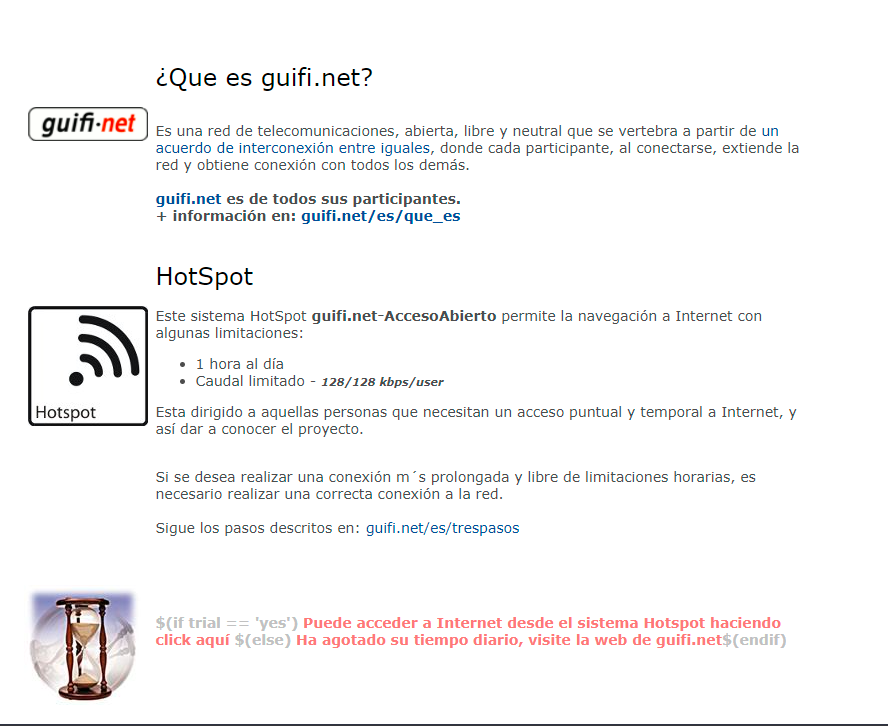 ¿Que es guifi.net?
guifi·net
Es una red de telecomunicaciones, abierta, libre y neutral que se vertebra a partir de un
acuerdo de interconexión entre iguales, donde cada participante, al conectarse, extiende la
red y obtiene conexión con todos los demás.
guifi.net es de todos sus participantes.
+ información en: guifi.net/es/que_es
HotSpot
Este sistema HotSpot guifi.net-AccesoAbierto permite la navegación a Internet con
algunas limitaciones:
• 1 hora al día
• Caudal limitado - 128/128 kbps/user
Hotspot
Esta dirigido a aquellas personas que necesitan un acceso puntual y temporal a Internet, y
así dar a conocer el proyecto.
Si se desea realizar una conexión m´s prolongada y libre de limitaciones horarias, es
necesario realizar una correcta conexión a la red.
Sigue los pasos descritos en: guifi.net/es/trespasos
$(if trial == 'yes') Puede acceder a Internet desde el sistema Hotspot haciendo
click aquí $(else) Ha agotado su tiempo diario, visite la web de guifi.net$(endif)